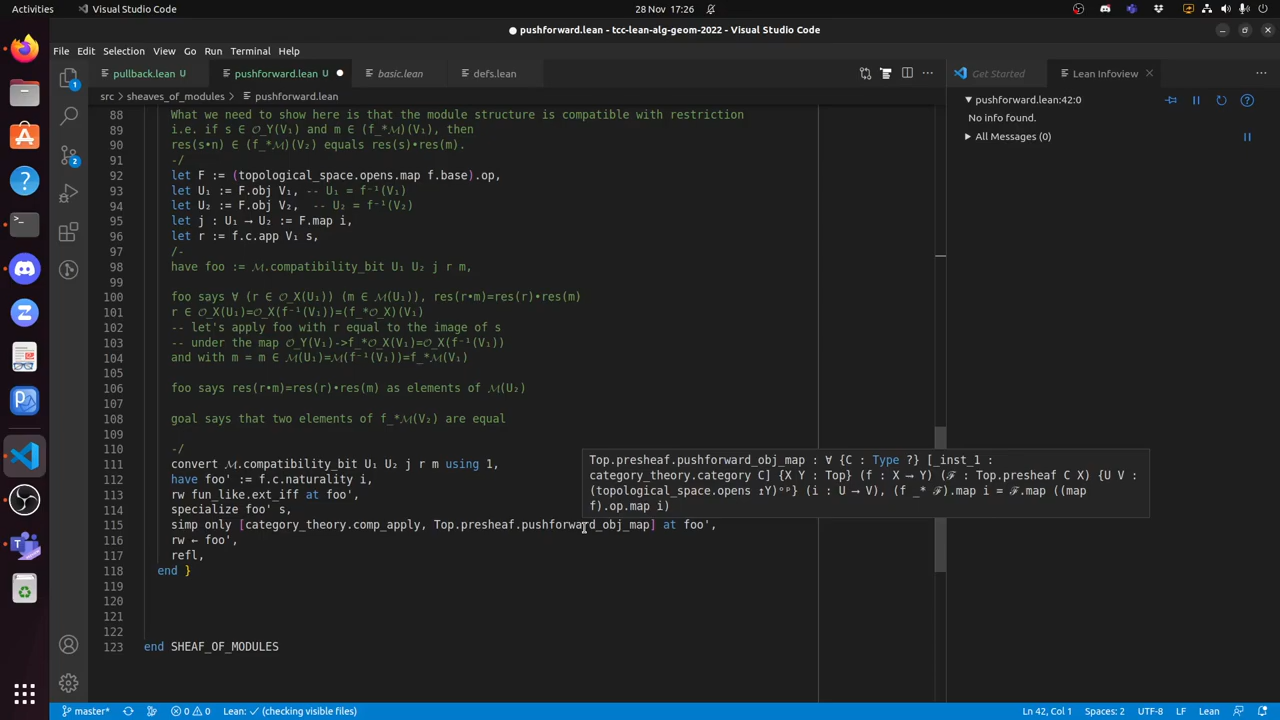 Activities
Visual Studio Code
28 Nov 17:26
pushforward.lean - tcc-lean-alg-geom-2022 - Visual Studio Code
File Edit Selection View Go Run Terminal Help
pullback.lean U
pushforward.lean U
basic.lean
defs.lean
Get Started
Lean Infoview
src > sheaves_of_modules > pushforward.lean
88 What we need to show here is that the module structure is compatible with restriction
89 i.e. if s ∈ 𝒪_Y(V₁) and m ∈ (f_*ℳ)(V₁), then
90 res(s•n) ∈ (f_*ℳ)(V₂) equals res(s)•res(m).
91 -/
92 let F := (topological_space.opens.map f.base).op,
93 let U₁ := F.obj V₁, -- U₁ = f⁻¹(V₁)
94 let U₂ := F.obj V₂,  -- U₂ = f⁻¹(V₂)
95 let j : U₁ ⟶ U₂ := F.map i,
96 let r := f.c.app V₁ s,
97 /-
98 have foo := ℳ.compatibility_bit U₁ U₂ j r m,
99
100 foo says ∀ (r ∈ 𝒪_X(U₁)) (m ∈ ℳ(U₁)), res(r•m)=res(r)•res(m)
101 r ∈ 𝒪_X(U₁)=𝒪_X(f⁻¹(V₁))=(f_*𝒪_X)(V₁)
102 -- let's apply foo with r equal to the image of s
103 -- under the map 𝒪_Y(V₁)->f_*𝒪_X(V₁)=𝒪_X(f⁻¹(V₁))
104 and with m = m ∈ ℳ(U₁)=ℳ(f⁻¹(V₁))=f_*ℳ(V₁)
105
106 foo says res(r•m)=res(r)•res(m) as elements of ℳ(U₂)
107
108 goal says that two elements of f_*ℳ(V₂) are equal
109
110 -/
111 convert ℳ.compatibility_bit U₁ U₂ j r m using 1,
112 have foo' := f.c.naturality i,
113 rw fun_like.ext_iff at foo',
114 specialize foo' s,
115 simp only [category_theory.comp_apply, Top.presheaf.pushforward_obj_map] at foo',
116 rw ← foo',
117 refl,
118 end }
119
120
121
122
123 end SHEAF_OF_MODULES
Top.presheaf.pushforward_obj_map : ∀ {C : Type ?} [_inst_1 :
category_theory.category C] {X Y : Top} (f : X ⟶ Y) (ℱ : Top.presheaf C X) {U V :
(topological_space.opens ↥Y)ᵒᵖ} (i : U ⟶ V), (f _* ℱ).map i = ℱ.map ((map
f).op.map i)
pushforward.lean:42:0
No info found.
All Messages (0)
1
2
master*
0 0
Lean: (checking visible files)
Ln 42, Col 1
Spaces: 2
UTF-8
LF
Lean